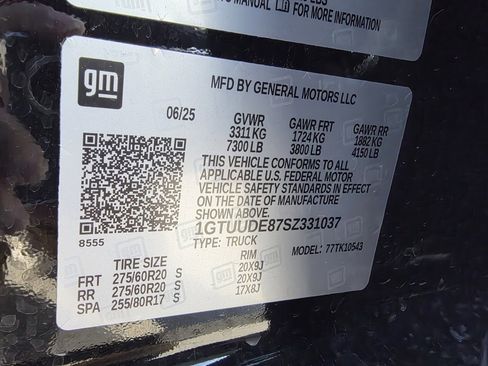 MANUAL
FOR MORE INFORMATION
gm
MFD BY GENERAL MOTORS LLC
06/25
GVWR GAWR FRT GAWR RR
3311 KG 1724 KG 1882 KG
7300 LB 3800 LB 4150 LB
THIS VEHICLE CONFORMS TO ALL
APPLICABLE U.S. FEDERAL MOTOR
VEHICLE SAFETY STANDARDS IN EFFECT
ON THE DATE OF MANUFACTURE SHOWN ABOVE.
1GTUUDE87SZ331037
TYPE: TRUCK 77TK10543
8555
TIRE SIZE RIM
FRT 275/60R20 S 20X9J
RR 275/60R20 S 20X9J
SPA 255/80R17 S 17X8J